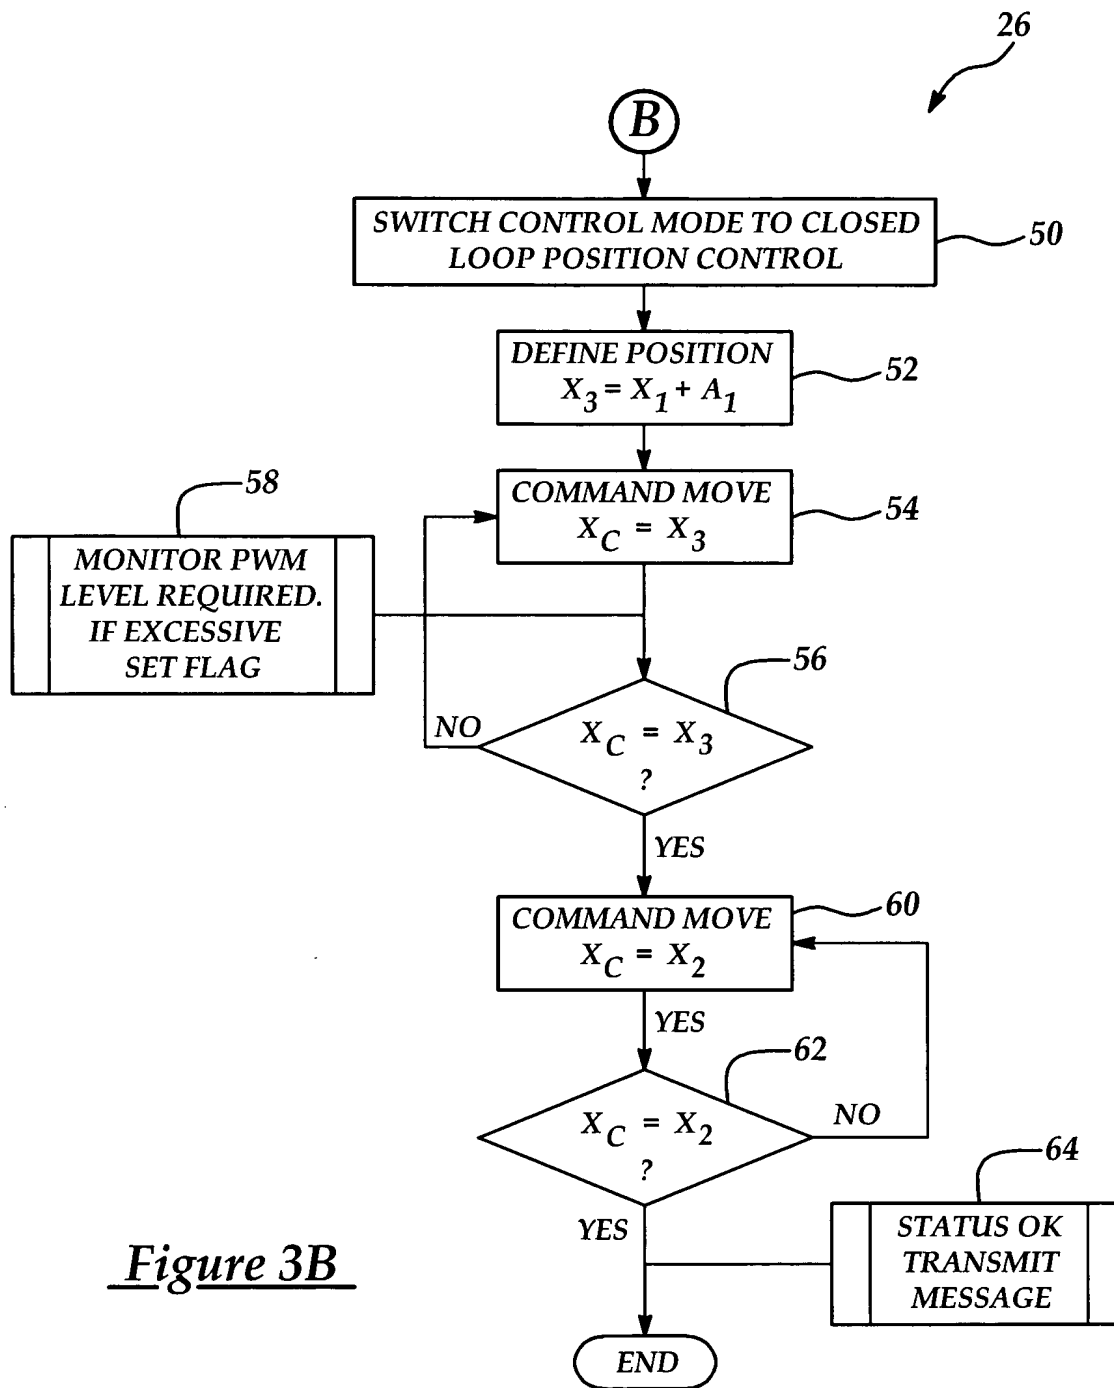 26
B
SWITCH CONTROL MODE TO CLOSED
LOOP POSITION CONTROL
50
DEFINE POSITION
X3 = X1 + A1
52
58
COMMAND MOVE
XC = X3
54
MONITOR PWM
LEVEL REQUIRED.
IF EXCESSIVE
SET FLAG
56
NO
XC = X3
?
YES
COMMAND MOVE
XC = X2
60
YES
62
XC = X2
?
NO
64
YES
STATUS OK
TRANSMIT
MESSAGE
Figure 3B
END